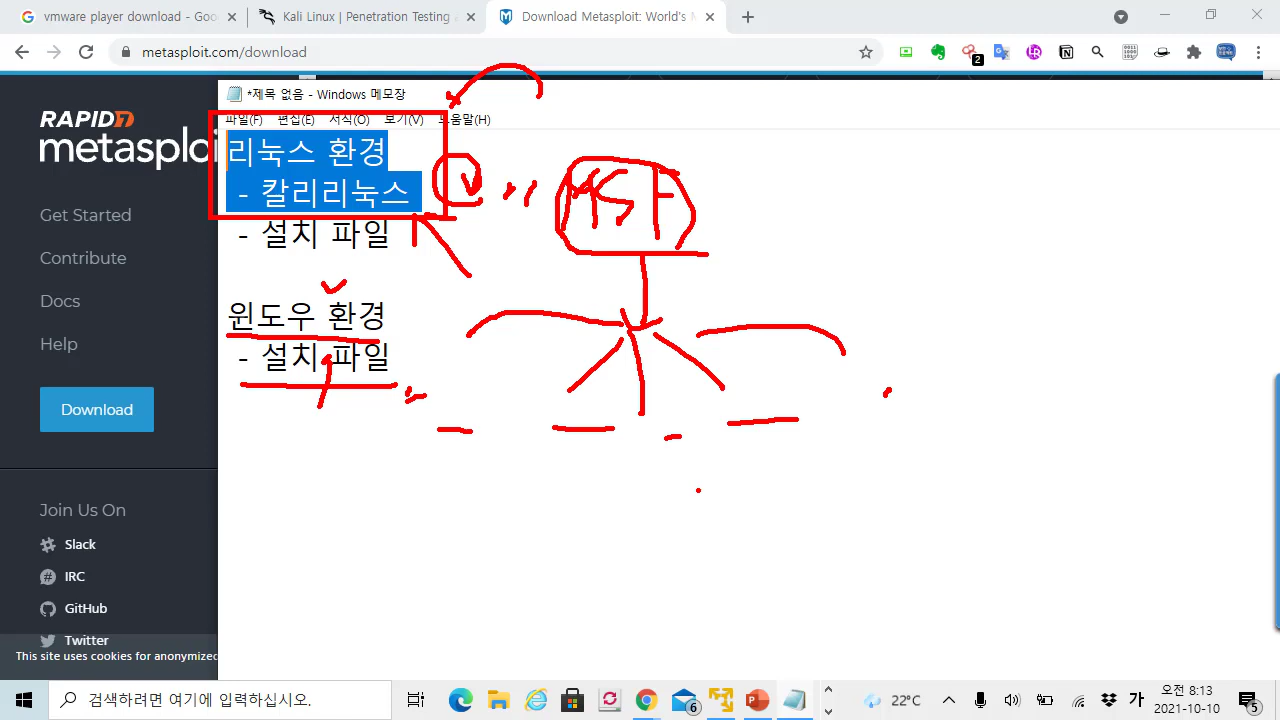 vmware player download - Goo
Kali Linux | Penetration Testing a
Download Metasploit: World's M
metasploit.com/download
2
RAPID7
metasploit
Get Started
Contribute
Docs
Help
Download
Join Us On
Slack
IRC
GitHub
Twitter
This site uses cookies for anonymized
*제목 없음 - Windows 메모장
파일(F) 편집(E) 서식(O) 보기(V) 도움말(H)
리눅스 환경
- 칼리리눅스
- 설치 파일
윈도우 환경
- 설치 파일
MSF
검색하려면 여기에 입력하십시오.
6
22°C
가
오전 8:13
2021-10-10
5